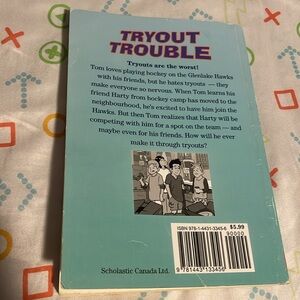 TRYOUT
TROUBLE
Tryouts are the worst!
Tom loves playing hockey on the Glenlake Hawks
with his friends, but he hates tryouts — they
make everyone so nervous. When Tom learns his
friend Harty from hockey camp has moved to the
neighbourhood, he's excited to have him join the
Hawks. But then Tom realizes that Harty will be
competing with him for a spot on the team — and
maybe even for his friends. How will he ever
make it through tryouts?
ISBN 978-1-4431-3345-6
$5.99
90000
9 781443 133456
Scholastic Canada Ltd.